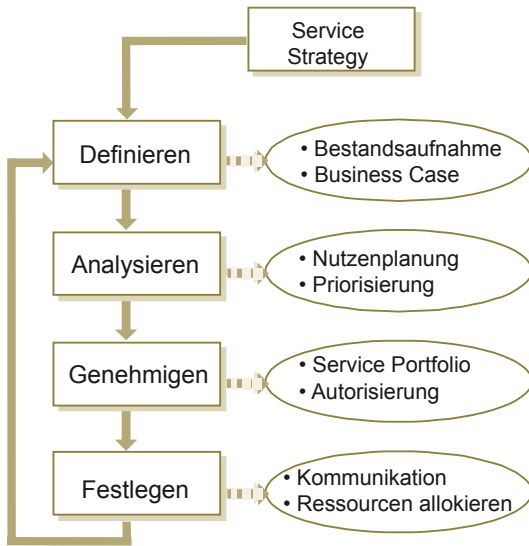 Service
Strategy
Definieren
• Bestandsaufnahme
• Business Case
Analysieren
• Nutzenplanung
• Priorisierung
Genehmigen
• Service Portfolio
• Autorisierung
Festlegen
• Kommunikation
• Ressourcen allokieren